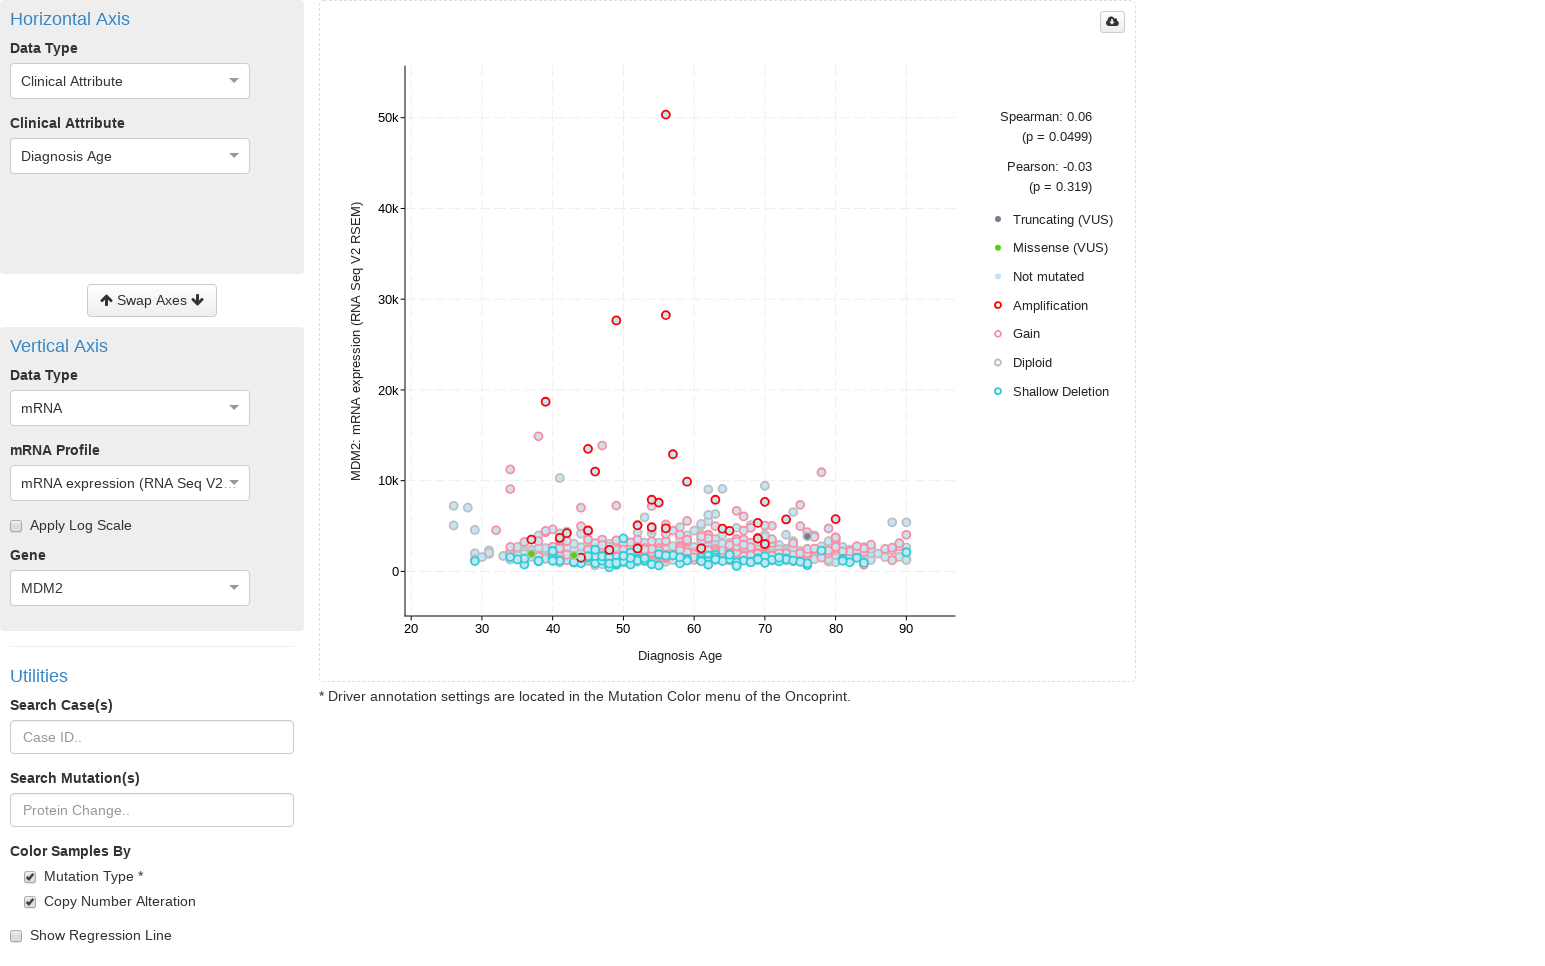 Horizontal Axis
Data Type
Clinical Attribute
Clinical Attribute
Diagnosis Age
Swap Axes
Vertical Axis
Data Type
mRNA
mRNA Profile
mRNA expression (RNA Seq V2...
Apply Log Scale
Gene
MDM2
Utilities
Search Case(s)
Case ID..
Search Mutation(s)
Protein Change..
Color Samples By
Mutation Type *
Copy Number Alteration
Show Regression Line
MDM2: mRNA expression (RNA Seq V2 RSEM)
50k
40k
30k
20k
10k
0
20 30 40 50 60 70 80 90
Diagnosis Age
Spearman: 0.06
(p = 0.0499)
Pearson: -0.03
(p = 0.319)
Truncating (VUS)
Missense (VUS)
Not mutated
Amplification
Gain
Diploid
Shallow Deletion
* Driver annotation settings are located in the Mutation Color menu of the Oncoprint.